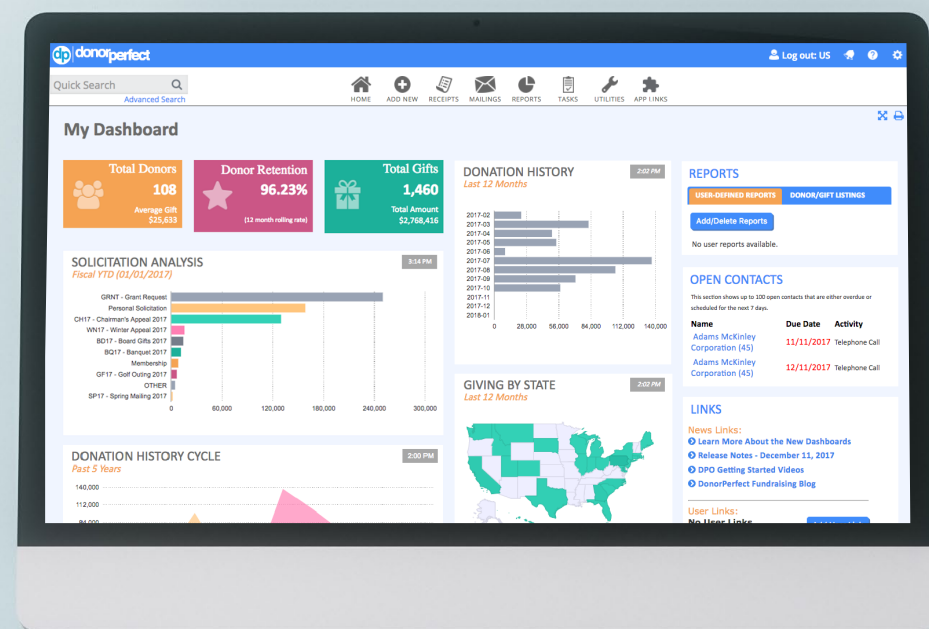 dp donorperfect
Log out: US
Quick Search
Advanced Search
HOME
ADD NEW
RECEIPTS
MAILINGS
REPORTS
TASKS
UTILITIES
APP LINKS
My Dashboard
Total Donors
108
Average Gift
$25,633
Donor Retention
96.23%
(12 month rolling rate)
Total Gifts
1,460
Total Amount
$2,768,416
SOLICITATION ANALYSIS
3:14 PM
Fiscal YTD (01/01/2017)
GRNT - Grant Request
Personal Solicitation
CH17 - Chairman's Appeal 2017
WN17 - Winter Appeal 2017
BD17 - Board Gifts 2017
BQ17 - Banquet 2017
Membership
GF17 - Golf Outing 2017
OTHER
SP17 - Spring Mailing 2017
0 60,000 120,000 180,000 240,000 300,000
DONATION HISTORY CYCLE
2:00 PM
Past 5 Years
140,000
112,000
84,000
DONATION HISTORY
2:02 PM
Last 12 Months
2017-02
2017-03
2017-04
2017-05
2017-06
2017-07
2017-08
2017-09
2017-10
2017-11
2017-12
2018-01
0 28,000 56,000 84,000 112,000 140,000
GIVING BY STATE
2:02 PM
Last 12 Months
REPORTS
USER-DEFINED REPORTS
DONOR/GIFT LISTINGS
Add/Delete Reports
No user reports available.
OPEN CONTACTS
This section shows up to 100 open contacts that are either overdue or
scheduled for the next 7 days.
Name Due Date Activity
Adams McKinley
Corporation (45)
11/11/2017 Telephone Call
Adams McKinley
Corporation (45)
12/11/2017 Telephone Call
LINKS
News Links:
Learn More About the New Dashboards
Release Notes - December 11, 2017
DPO Getting Started Videos
DonorPerfect Fundraising Blog
User Links:
No User Links